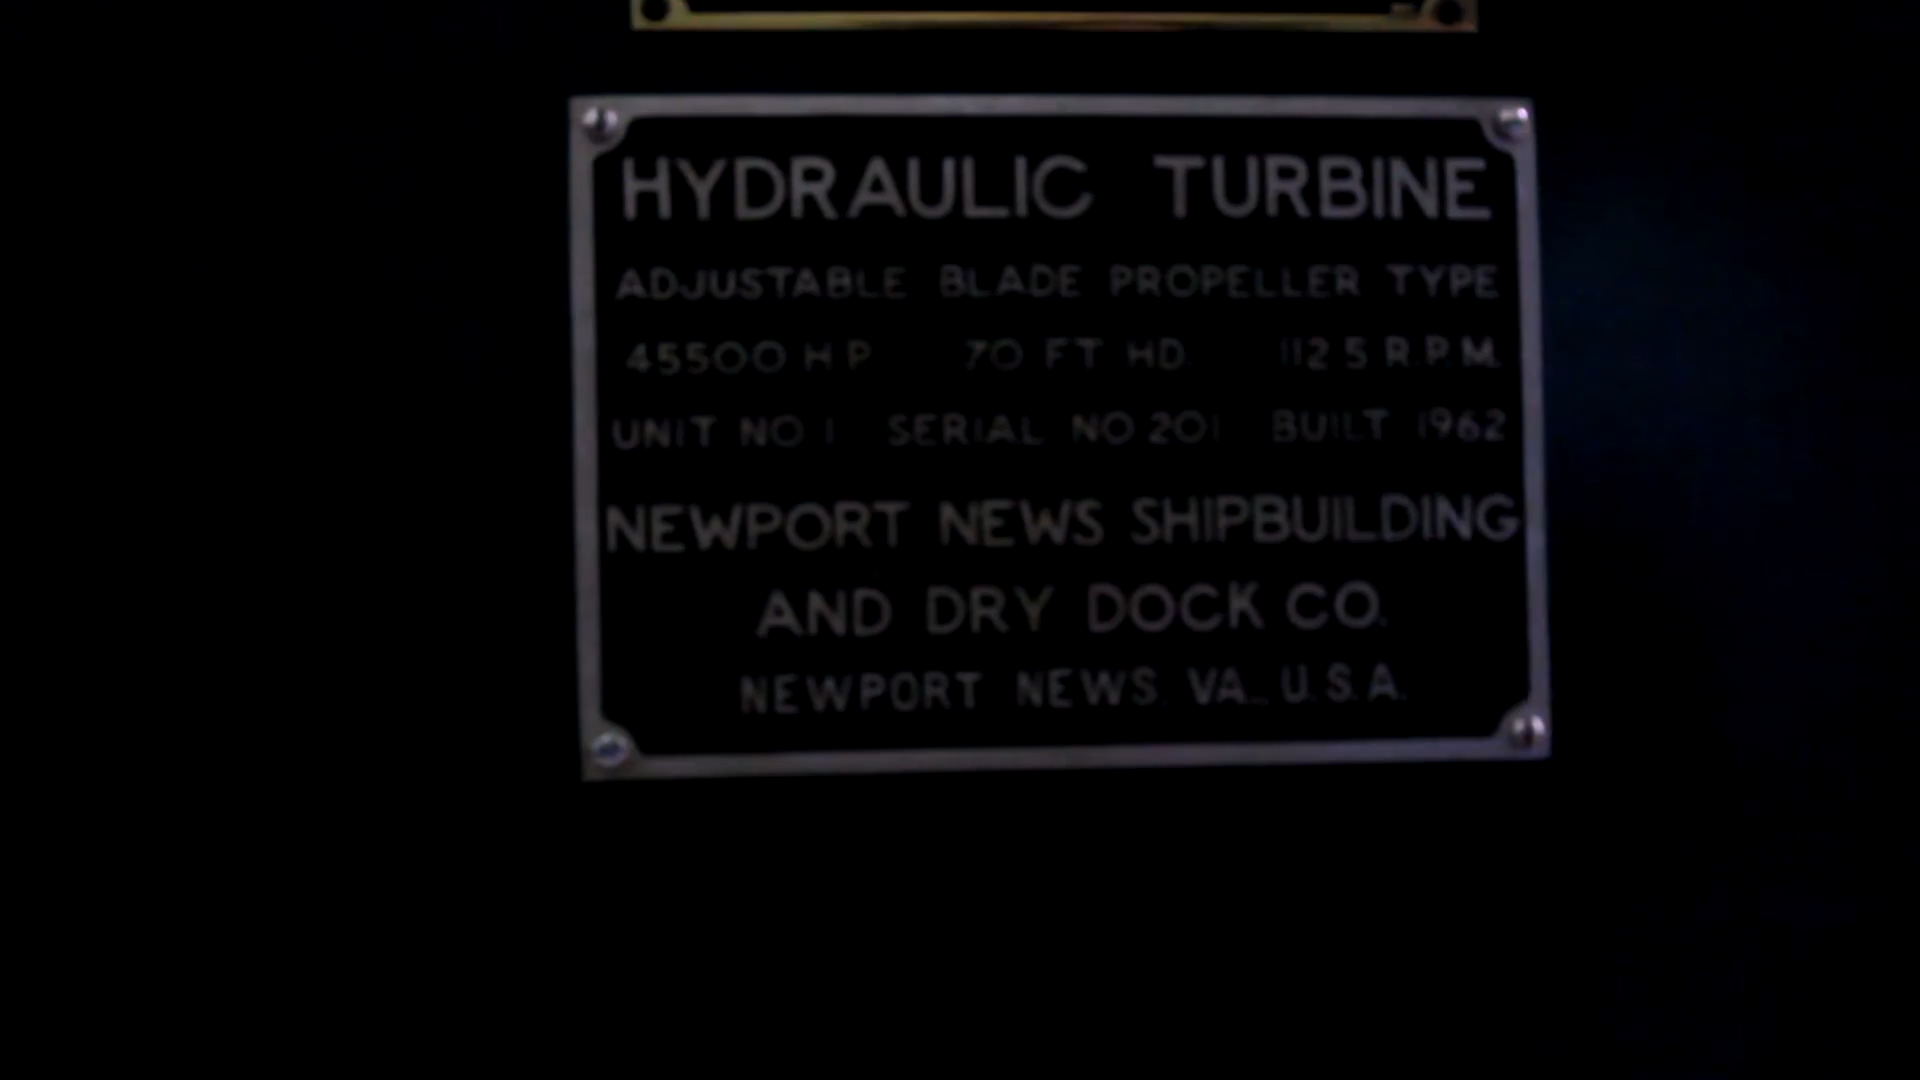 HYDRAULIC TURBINE
ADJUSTABLE BLADE PROPELLER TYPE
45500 H P 70 FT HD. 112 5 R.P.M.
UNIT NO 1 SERIAL NO 201 BUILT 1962
NEWPORT NEWS SHIPBUILDING
AND DRY DOCK CO.
NEWPORT NEWS, VA., U.S.A.